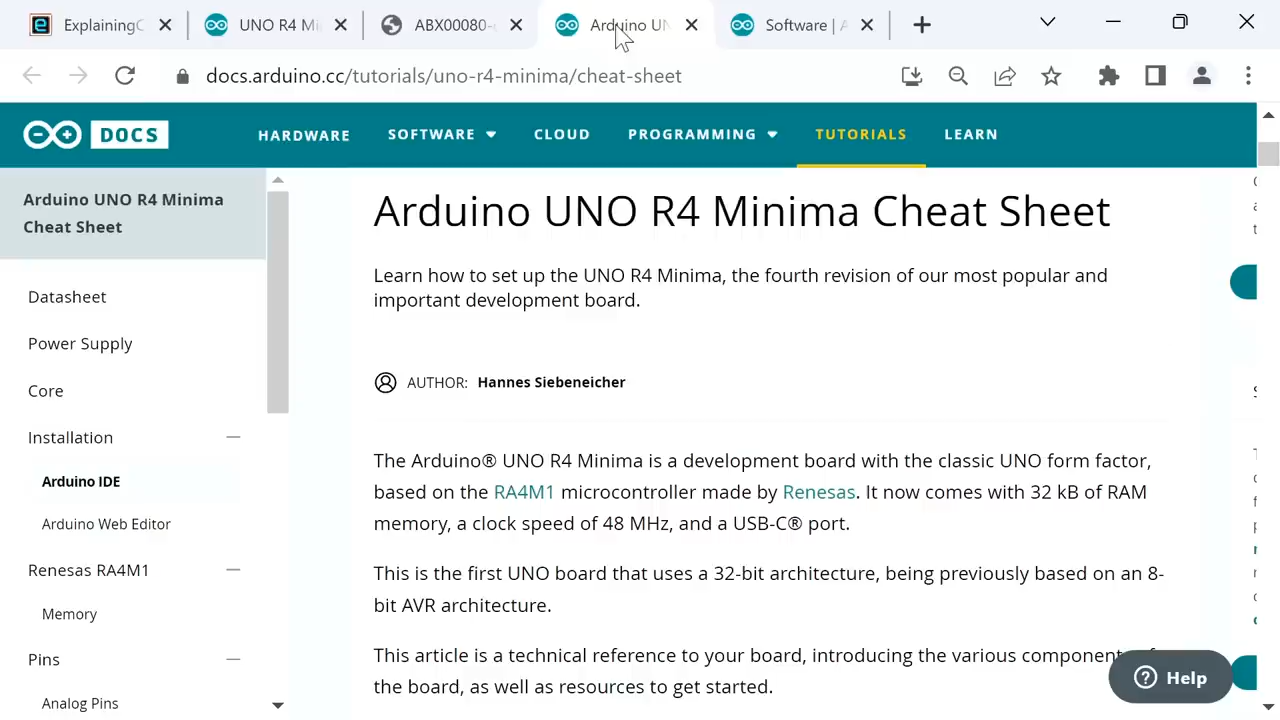 ExplainingC
UNO R4 Mi
ABX00080-
Arduino UN
Software | A
docs.arduino.cc/tutorials/uno-r4-minima/cheat-sheet
DOCS
HARDWARE
SOFTWARE
CLOUD
PROGRAMMING
TUTORIALS
LEARN
Arduino UNO R4 Minima
Cheat Sheet
Datasheet
Power Supply
Core
Installation
Arduino IDE
Arduino Web Editor
Renesas RA4M1
Memory
Pins
Analog Pins
Arduino UNO R4 Minima Cheat Sheet
Learn how to set up the UNO R4 Minima, the fourth revision of our most popular and
important development board.
AUTHOR: Hannes Siebeneicher
The Arduino® UNO R4 Minima is a development board with the classic UNO form factor,
based on the RA4M1 microcontroller made by Renesas. It now comes with 32 kB of RAM
memory, a clock speed of 48 MHz, and a USB-C® port.
This is the first UNO board that uses a 32-bit architecture, being previously based on an 8-
bit AVR architecture.
This article is a technical reference to your board, introducing the various component
the board, as well as resources to get started.
Help